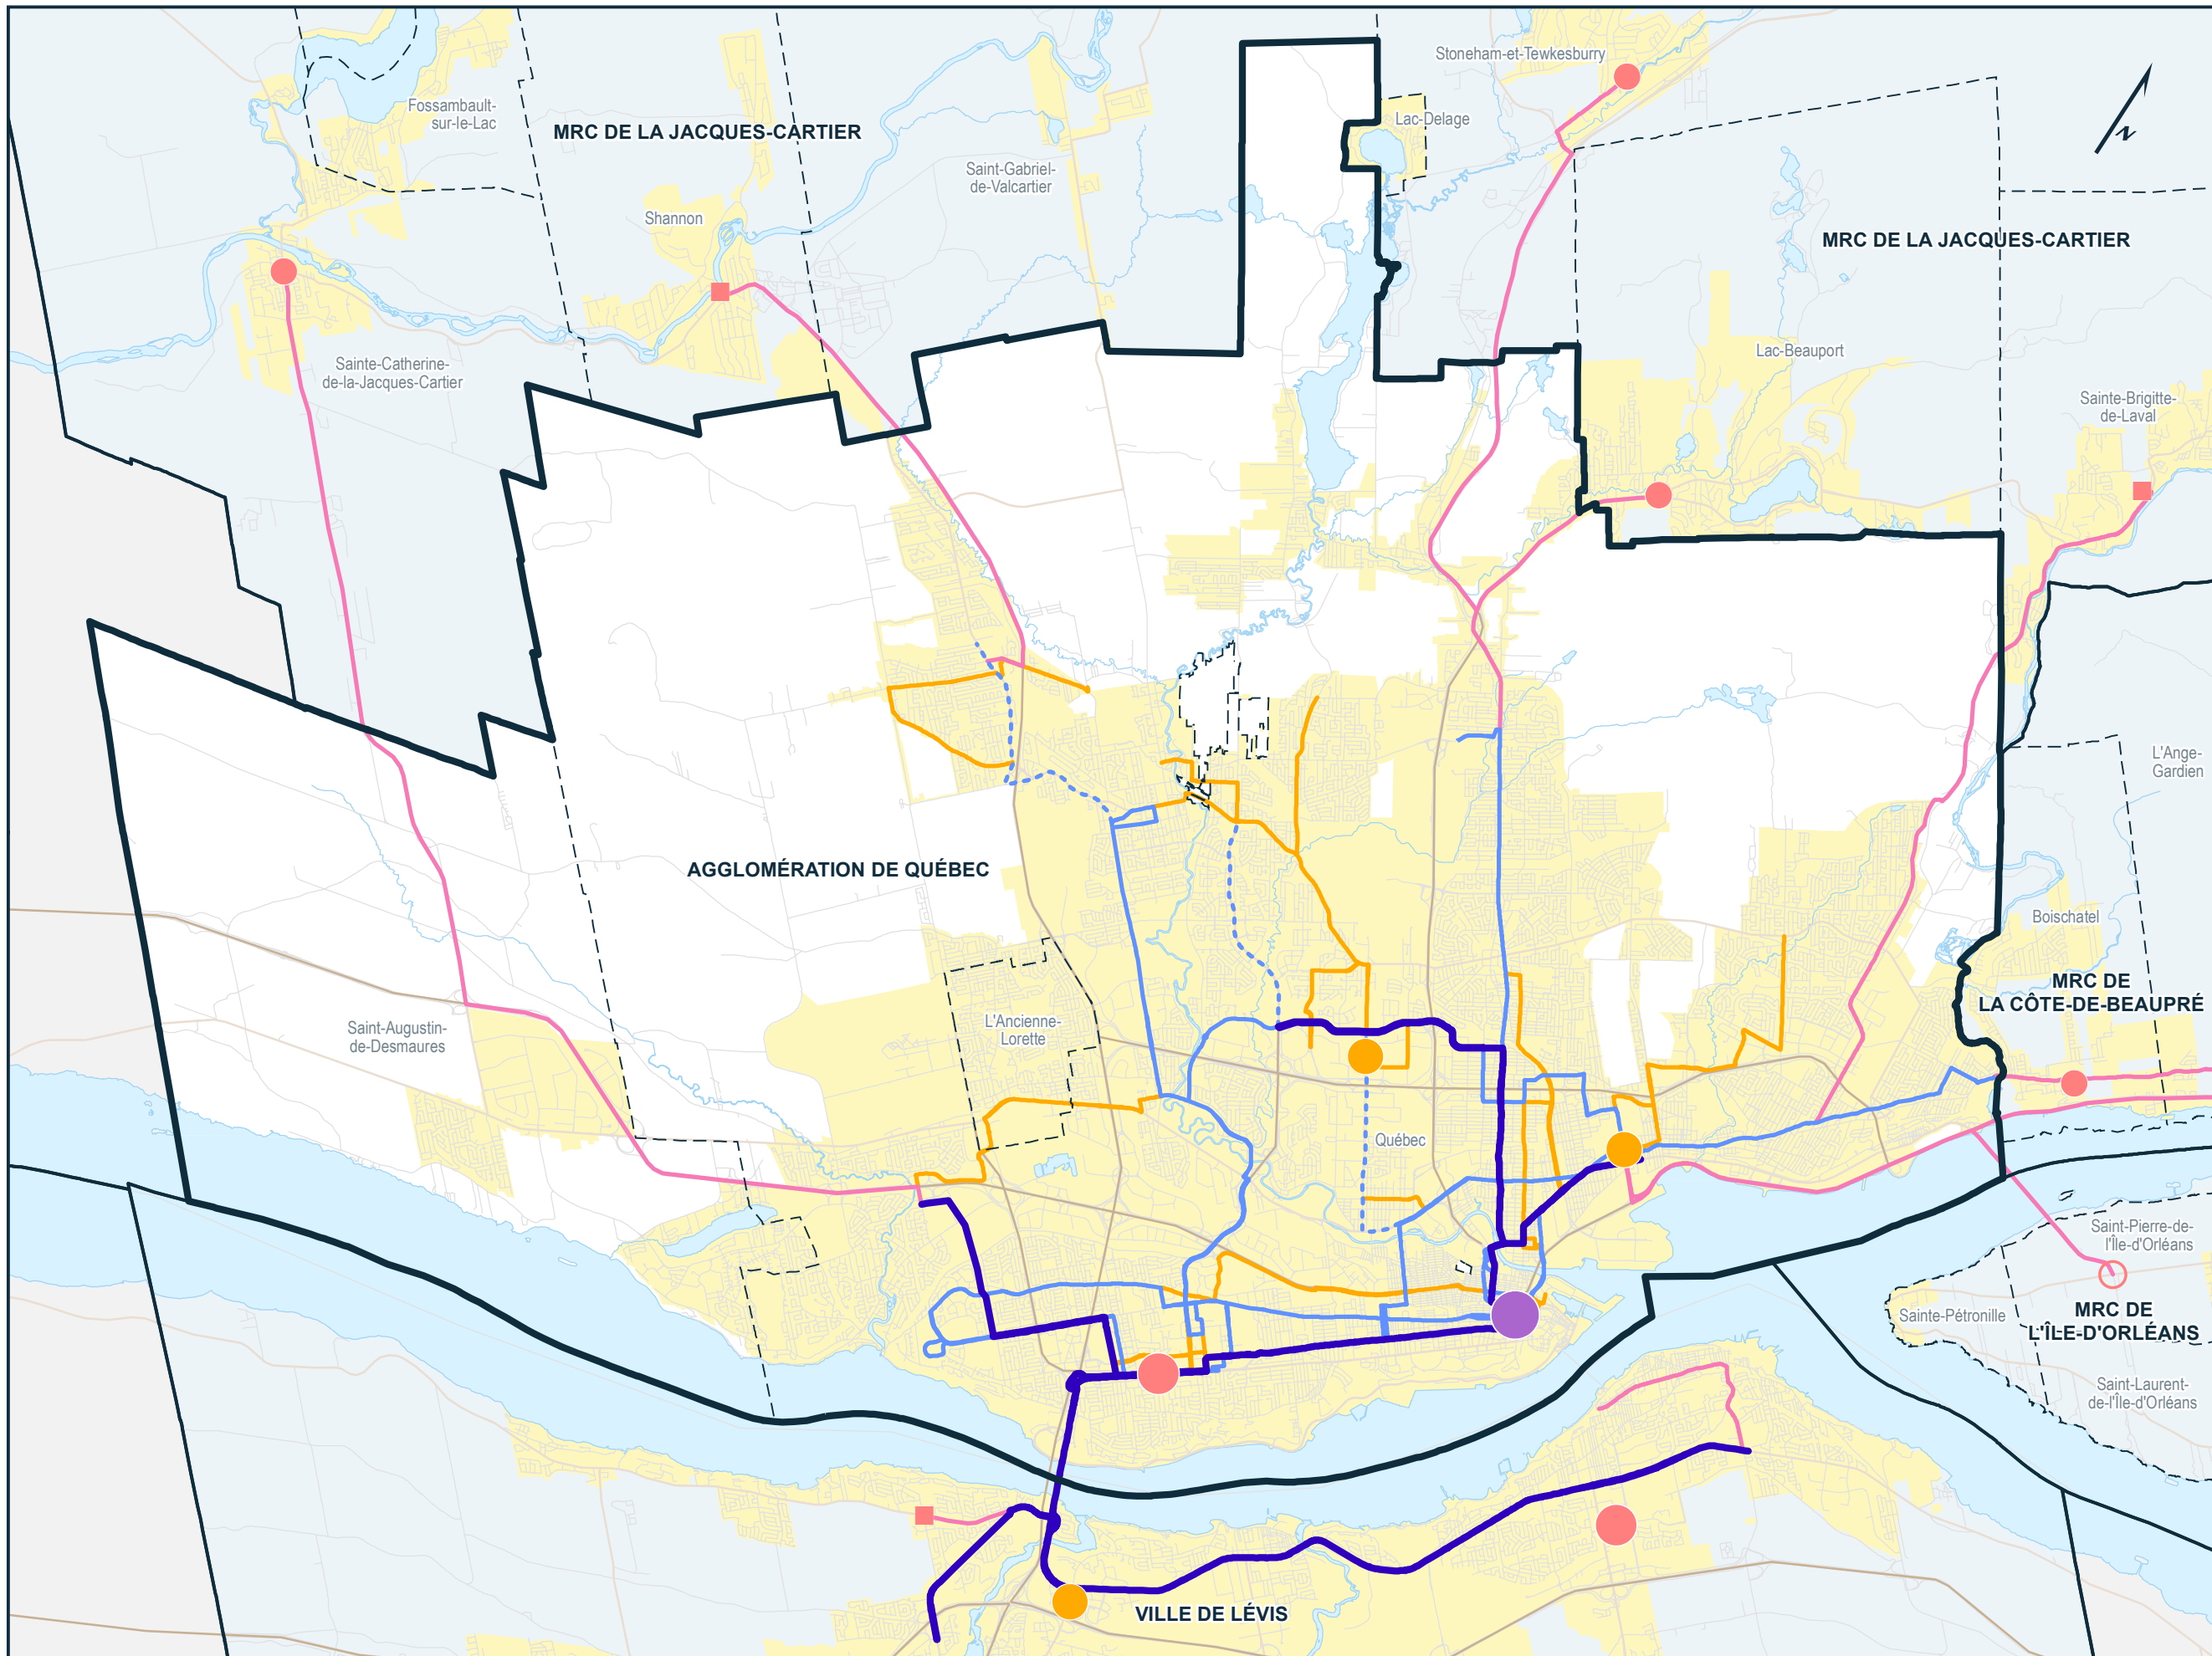 Stoneham-et-Tewkesburry
Fossambault-
sur-le-Lac
MRC DE LA JACQUES-CARTIER
Lac-Delage
N
Saint-Gabriel-
de-Valcartier
Shannon
MRC DE LA JACQUES-CARTIER
Sainte-Catherine-
de-la-Jacques-Cartier
Lac-Beauport
Sainte-Brigitte-
de-Laval
L'Ange-
Gardien
AGGLOMÉRATION DE QUÉBEC
Boischatel
MRC DE
LA CÔTE-DE-BEAUPRÉ
Saint-Augustin-
de-Desmaures
L'Ancienne-
Lorette
Québec
Saint-Pierre-de-
l'Île-d'Orléans
Sainte-Pétronille
MRC DE
L'ÎLE-D'ORLÉANS
Saint-Laurent-
de-l'Île-d'Orléans
VILLE DE LÉVIS